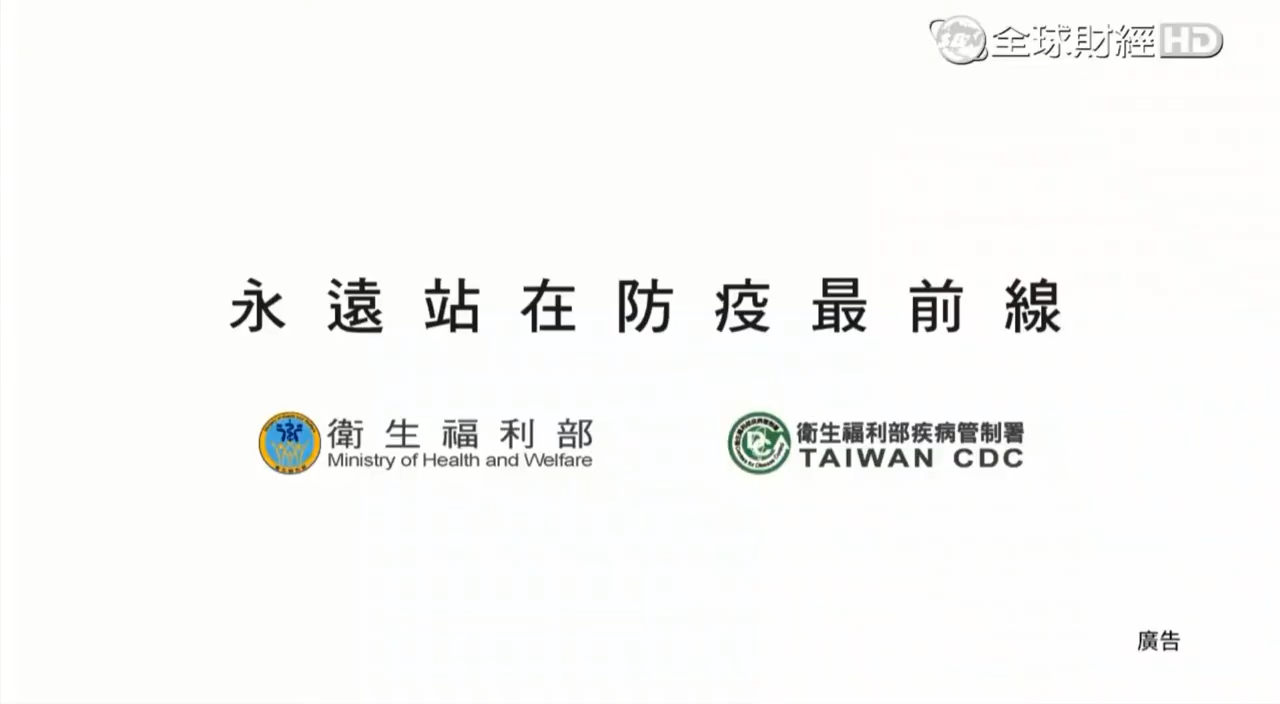 全球財經HD
永遠站在防疫最前線
衛生福利部
Ministry of Health and Welfare
衛生福利部疾病管制署
TAIWAN CDC
廣告